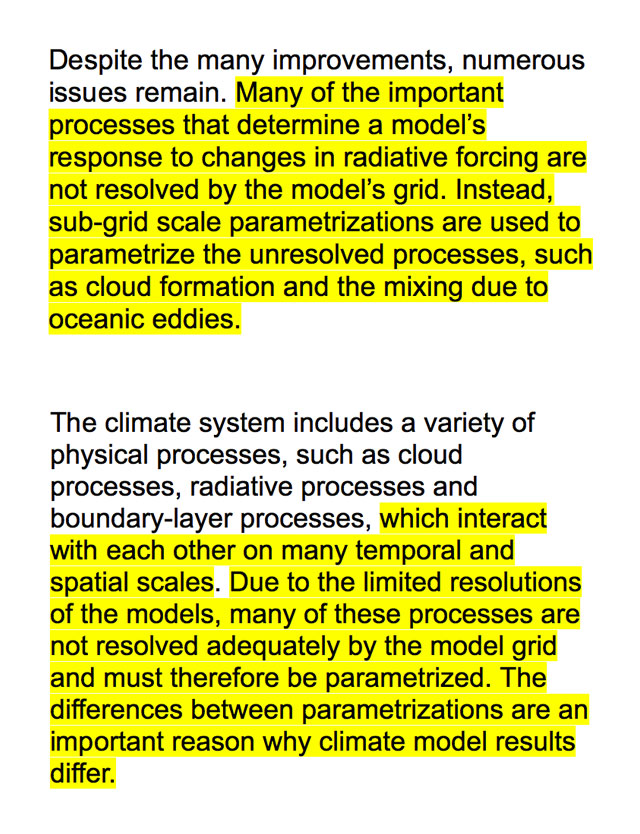 Despite the many improvements, numerous
issues remain. Many of the important
processes that determine a model’s
response to changes in radiative forcing are
not resolved by the model’s grid. Instead,
sub-grid scale parametrizations are used to
parametrize the unresolved processes, such
as cloud formation and the mixing due to
oceanic eddies.
The climate system includes a variety of
physical processes, such as cloud
processes, radiative processes and
boundary-layer processes, which interact
with each other on many temporal and
spatial scales. Due to the limited resolutions
of the models, many of these processes are
not resolved adequately by the model grid
and must therefore be parametrized. The
differences between parametrizations are an
important reason why climate model results
differ.